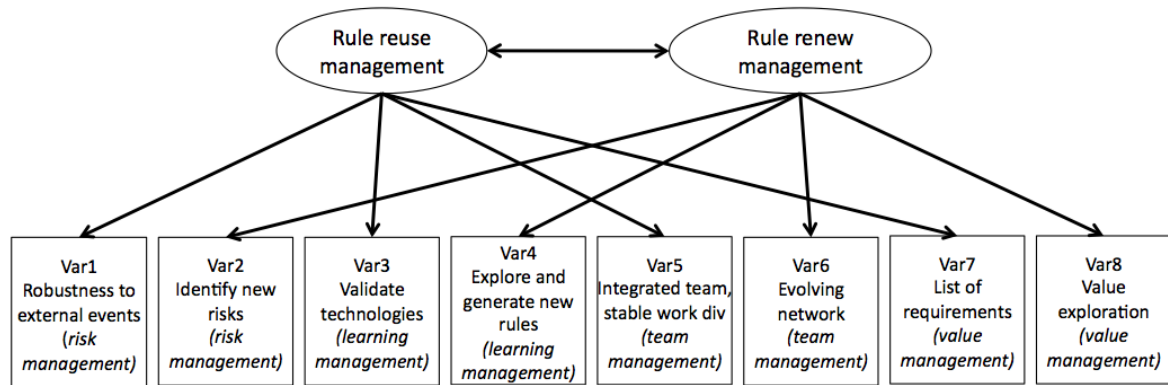 Rule reuse
management
Rule renew
management
Var1
Robustness to
external events
(risk
management)
Var2
Identify new
risks
(risk
management)
Var3
Validate
technologies
(learning
management)
Var4
Explore and
generate new
rules
(learning
management)
Var5
Integrated team,
stable work div
(team
management)
Var6
Evolving
network
(team
management)
Var7
List of
requirements
(value
management)
Var8
Value
exploration
(value
management)